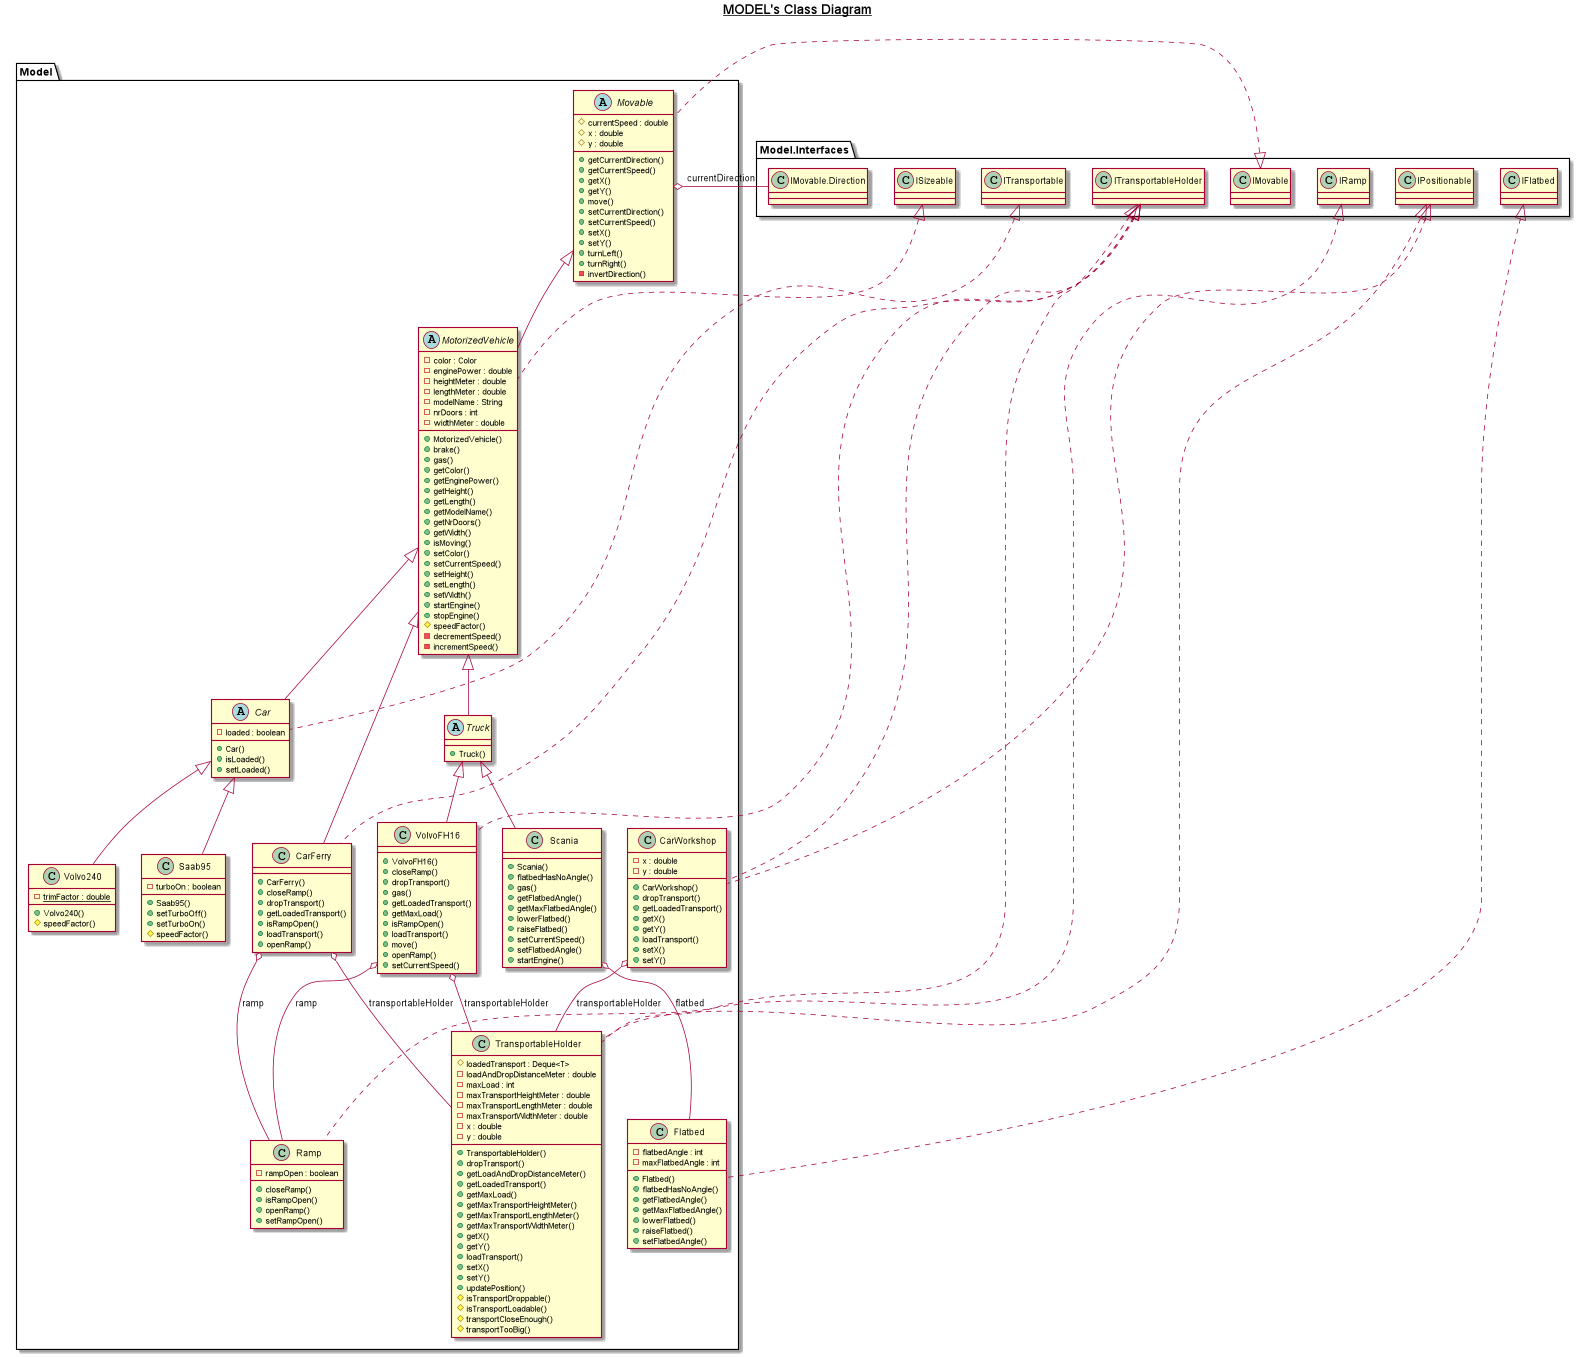 MODEL's Class Diagram
Model
A Movable
currentSpeed : double
x : double
y : double
getCurrentDirection()
getCurrentSpeed()
getX()
getY()
move()
setCurrentDirection()
setCurrentSpeed()
setX()
setY()
turnLeft()
turnRight()
invertDirection()
currentDirection
Model.Interfaces
C IMovable.Direction
C ISizeable
C ITransportable
C ITransportableHolder
C IMovable
C IRamp
C IPositionable
C IFlatbed
A MotorizedVehicle
color : Color
enginePower : double
heightMeter : double
lengthMeter : double
modelName : String
nrDoors : int
widthMeter : double
MotorizedVehicle()
brake()
gas()
getColor()
getEnginePower()
getHeight()
getLength()
getModelName()
getNrDoors()
getWidth()
isMoving()
setColor()
setCurrentSpeed()
setHeight()
setLength()
setWidth()
startEngine()
stopEngine()
speedFactor()
decrementSpeed()
incrementSpeed()
A Car
loaded : boolean
Car()
isLoaded()
setLoaded()
A Truck
Truck()
C Volvo240
trimFactor : double
Volvo240()
speedFactor()
C Saab95
turboOn : boolean
Saab95()
setTurboOff()
setTurboOn()
speedFactor()
C CarFerry
CarFerry()
closeRamp()
dropTransport()
getLoadedTransport()
isRampOpen()
loadTransport()
openRamp()
C VolvoFH16
VolvoFH16()
closeRamp()
dropTransport()
gas()
getLoadedTransport()
getMaxLoad()
isRampOpen()
loadTransport()
move()
openRamp()
setCurrentSpeed()
C Scania
Scania()
flatbedHasNoAngle()
gas()
getFlatbedAngle()
getMaxFlatbedAngle()
lowerFlatbed()
raiseFlatbed()
setCurrentSpeed()
setFlatbedAngle()
startEngine()
C CarWorkshop
x : double
y : double
CarWorkshop()
dropTransport()
getLoadedTransport()
getX()
getY()
loadTransport()
setX()
setY()
ramp
ramp
transportableHolder
transportableHolder
transportableHolder
flatbed
C TransportableHolder
loadedTransport : Deque<T>
loadAndDropDistanceMeter : double
maxLoad : int
maxTransportHeightMeter : double
maxTransportLengthMeter : double
maxTransportWidthMeter : double
x : double
y : double
TransportableHolder()
dropTransport()
getLoadAndDropDistanceMeter()
getLoadedTransport()
getMaxLoad()
getMaxTransportHeightMeter()
getMaxTransportLengthMeter()
getMaxTransportWidthMeter()
getX()
getY()
loadTransport()
setX()
setY()
updatePosition()
isTransportDroppable()
isTransportLoadable()
transportCloseEnough()
transportTooBig()
C Ramp
rampOpen : boolean
closeRamp()
isRampOpen()
openRamp()
setRampOpen()
C Flatbed
flatbedAngle : int
maxFlatbedAngle : int
Flatbed()
flatbedHasNoAngle()
getFlatbedAngle()
getMaxFlatbedAngle()
lowerFlatbed()
raiseFlatbed()
setFlatbedAngle()